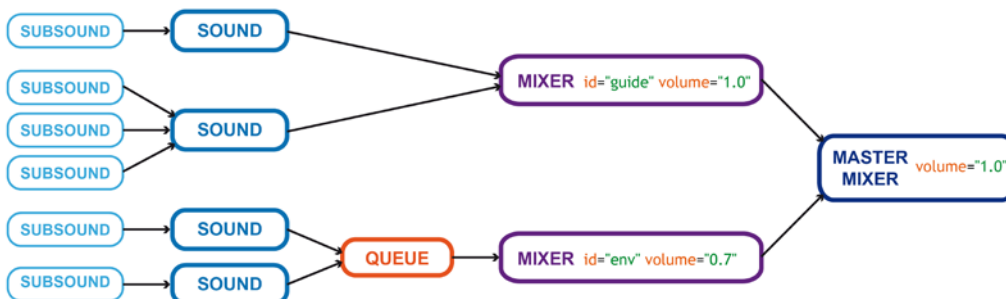 SUBSOUND
SOUND
SUBSOUND
SUBSOUND
SUBSOUND
SOUND
MIXER id="guide" volume="1.0"
MASTER MIXER volume="1.0"
SUBSOUND
SOUND
SUBSOUND
SOUND
QUEUE
MIXER id="env" volume="0.7"